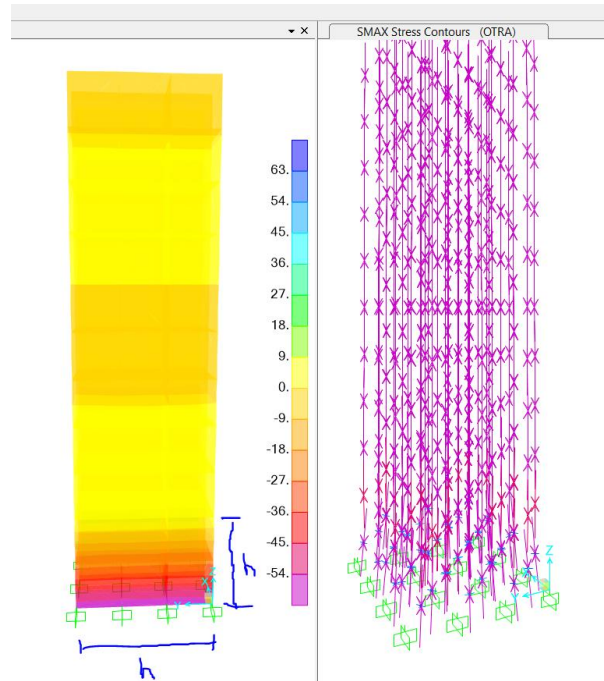 SMAX Stress Contours (OTRA)
63.
54.
45.
36.
27.
18.
9.
0.
-9.
-18.
-27.
-36.
-45.
-54.
h
h
Z
Y
X
Y